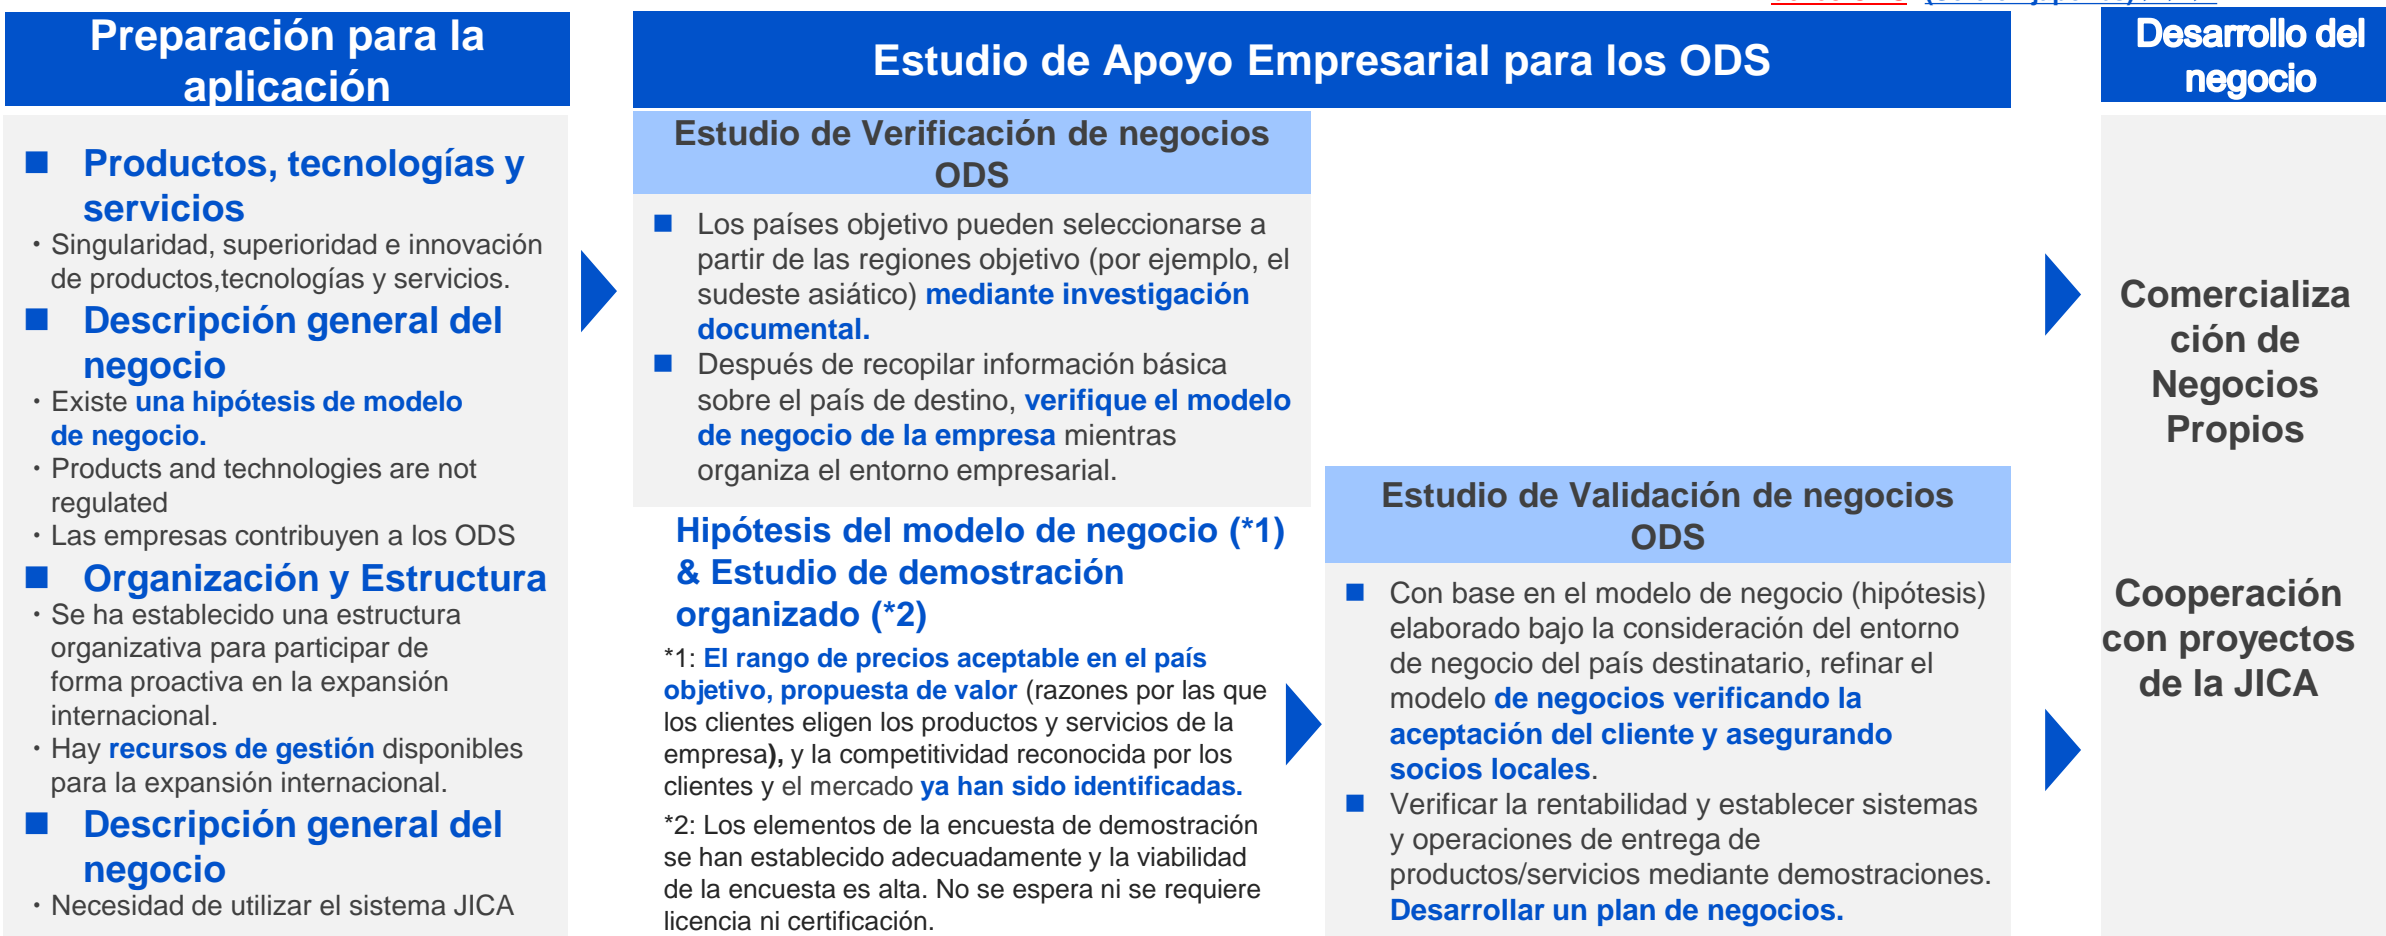 Preparación para la
aplicación
■ Productos, tecnologías y
servicios
・Singularidad, superioridad e innovación
de productos,tecnologías y servicios.
■ Descripción general del
negocio
・Existe una hipótesis de modelo
de negocio.
・Products and technologies are not
regulated
・Las empresas contribuyen a los ODS
■ Organización y Estructura
・Se ha establecido una estructura
organizativa para participar de
forma proactiva en la expansión
internacional.
・Hay recursos de gestión disponibles
para la expansión internacional.
■ Descripción general del
negocio
・Necesidad de utilizar el sistema JICA
Estudio de Apoyo Empresarial para los ODS
Estudio de Verificación de negocios
ODS
■ Los países objetivo pueden seleccionarse a
partir de las regiones objetivo (por ejemplo, el
sudeste asiático) mediante investigación
documental.
■ Después de recopilar información básica
sobre el país de destino, verifique el modelo
de negocio de la empresa mientras
organiza el entorno empresarial.
Hipótesis del modelo de negocio (*1)
& Estudio de demostración
organizado (*2)
*1: El rango de precios aceptable en el país
objetivo, propuesta de valor (razones por las que
los clientes eligen los productos y servicios de la
empresa), y la competitividad reconocida por los
clientes y el mercado ya han sido identificadas.
*2: Los elementos de la encuesta de demostración
se han establecido adecuadamente y la viabilidad
de la encuesta es alta. No se espera ni se requiere
licencia ni certificación.
Estudio de Validación de negocios
ODS
■ Con base en el modelo de negocio (hipótesis)
elaborado bajo la consideración del entorno
de negocio del país destinatario, refinar el
modelo de negocios verificando la
aceptación del cliente y asegurando
socios locales.
■ Verificar la rentabilidad y establecer sistemas
y operaciones de entrega de
productos/servicios mediante demostraciones.
Desarrollar un plan de negocios.
Desarrollo del
negocio
Comercializa
ción de
Negocios
Propios
Cooperación
con proyectos
de la JICA